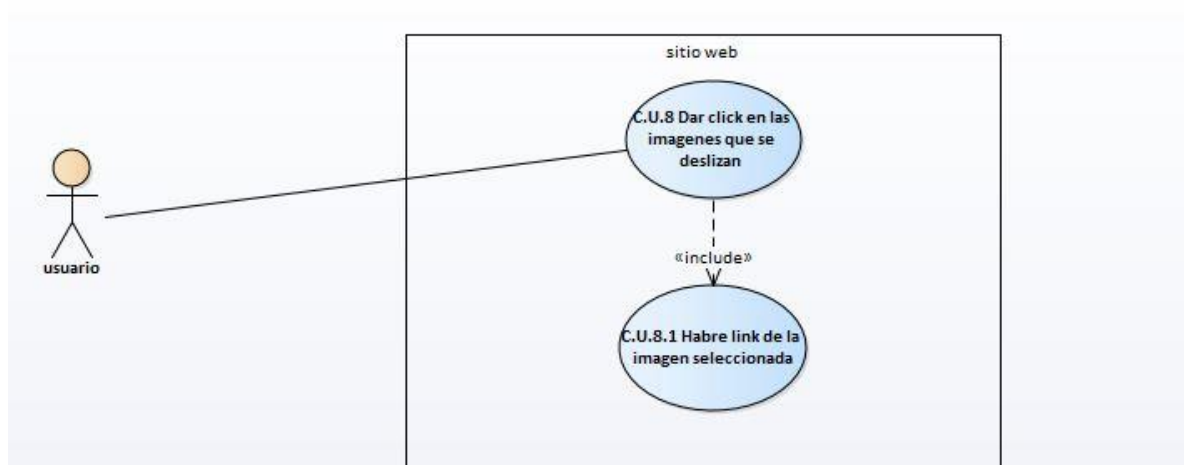 sitio web
C.U.8 Dar click en las
imagenes que se
deslizan
usuario
«include»
C.U.8.1 Habre link de la
imagen seleccionada